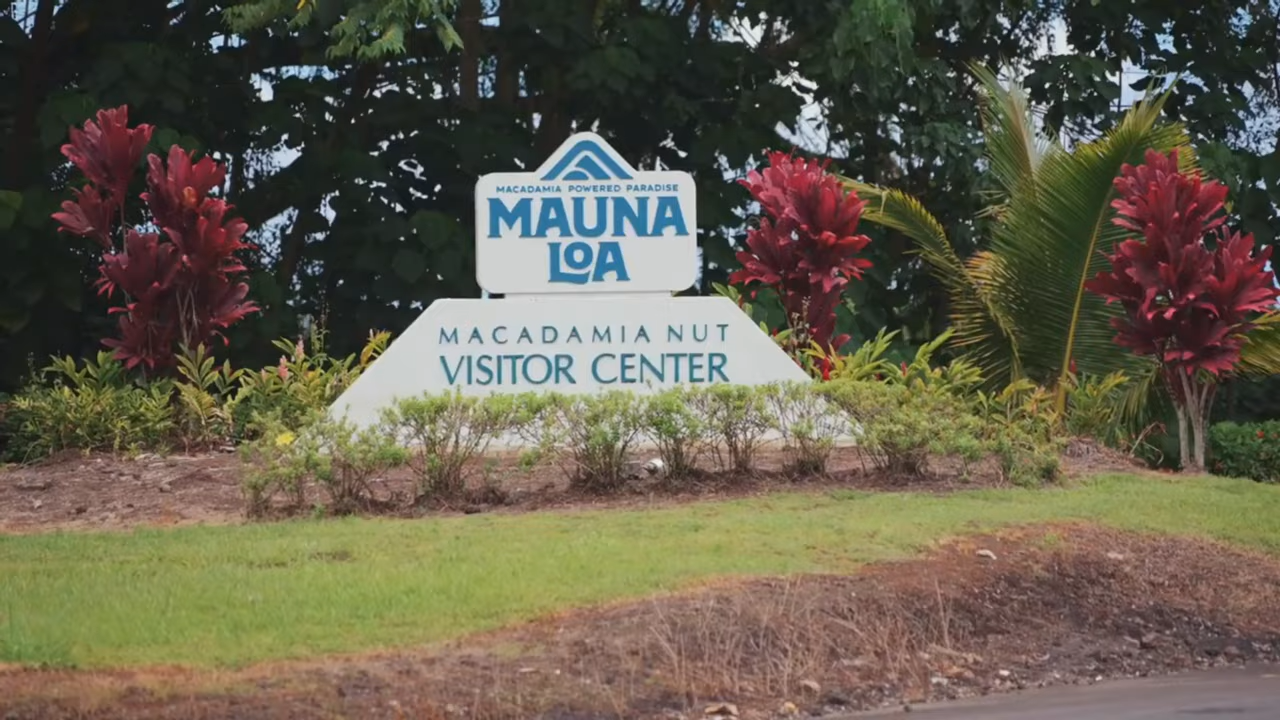 MACADAMIA POWERED PARADISE
MAUNA
LOA
MACADAMIA NUT
VISITOR CENTER